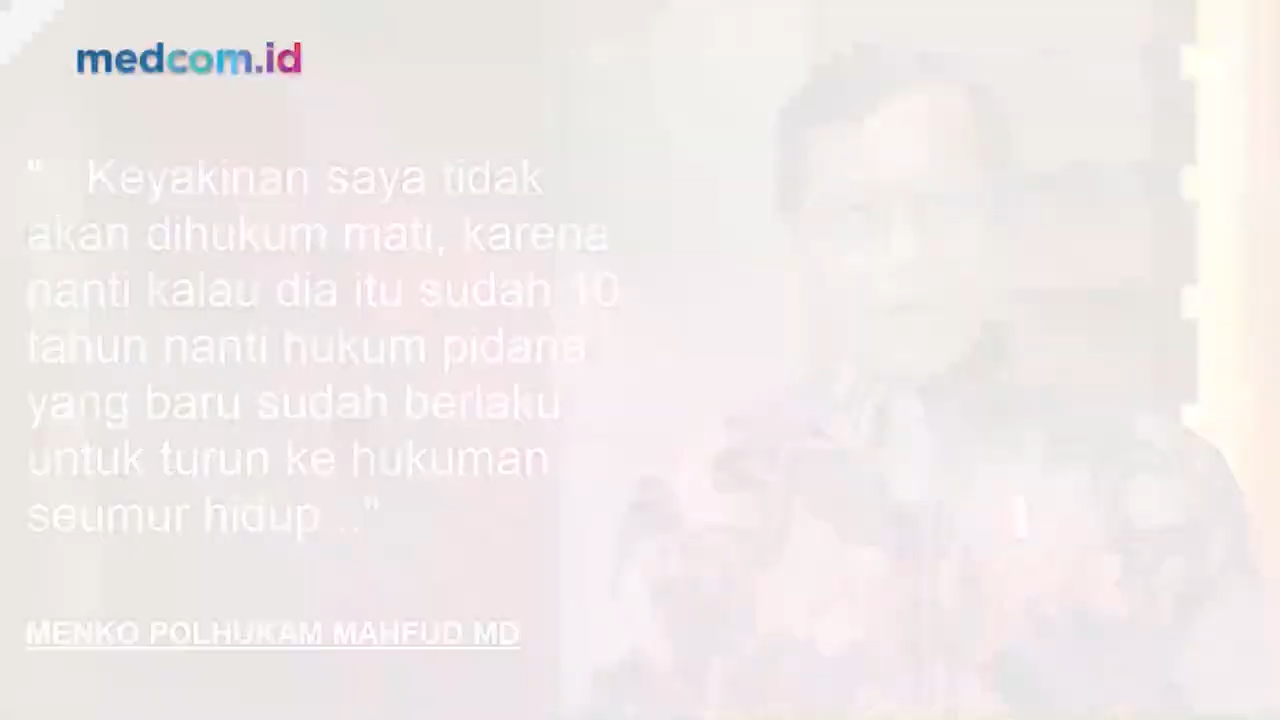 medcom.id
" Keyakinan saya tidak
akan dihukum mati, karena
nanti kalau dia itu sudah 10
tahun nanti hukum pidana
yang baru sudah berlaku
untuk turun ke hukuman
seumur hidup..."
MENKO POLHUKAM MAHFUD MD